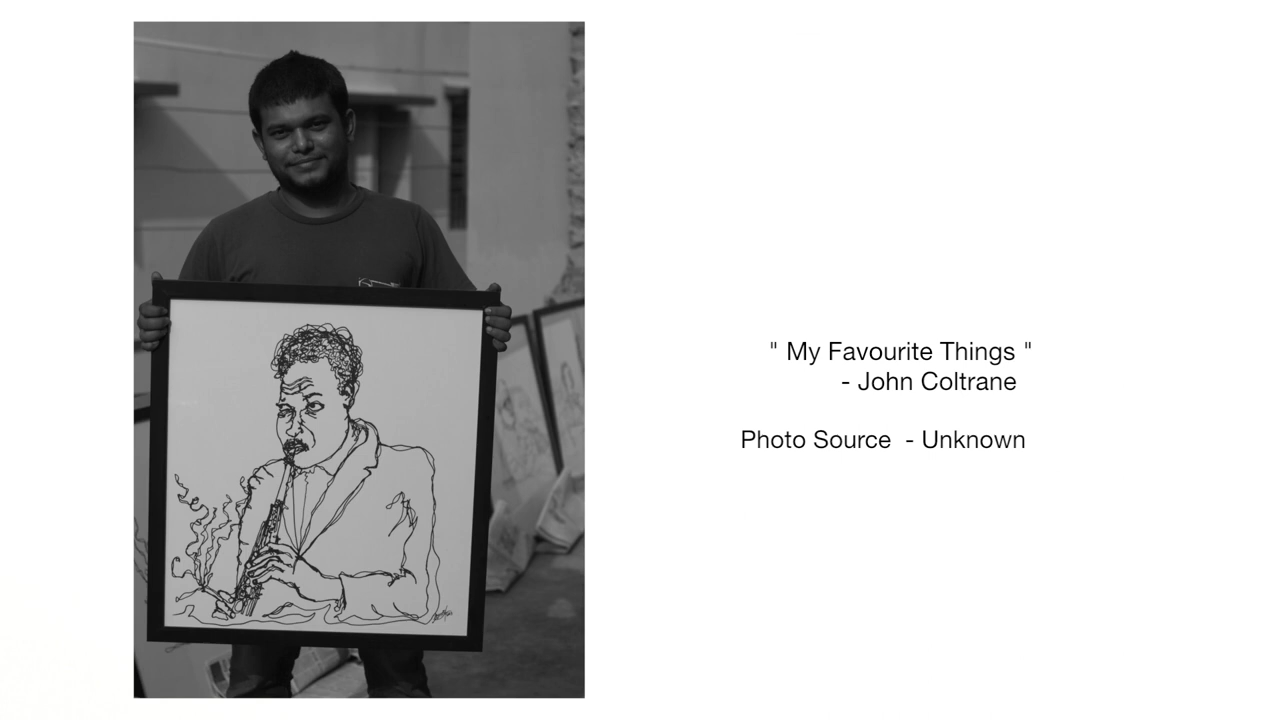 " My Favourite Things "
- John Coltrane
Photo Source - Unknown